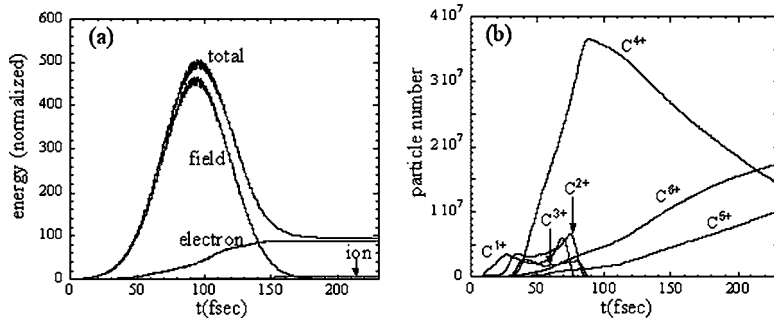 (a)
600
500
400
300
200
100
0
0
50
100
150
200
energy (normalized)
t(fsec)
total
field
electron
ion
(b)
4 10⁷
3 10⁷
2 10⁷
1 10⁷
0
0
50
100
150
200
particle number
t(fsec)
C⁴⁺
C²⁺
C³⁺
C¹⁺
C⁶⁺
C⁵⁺